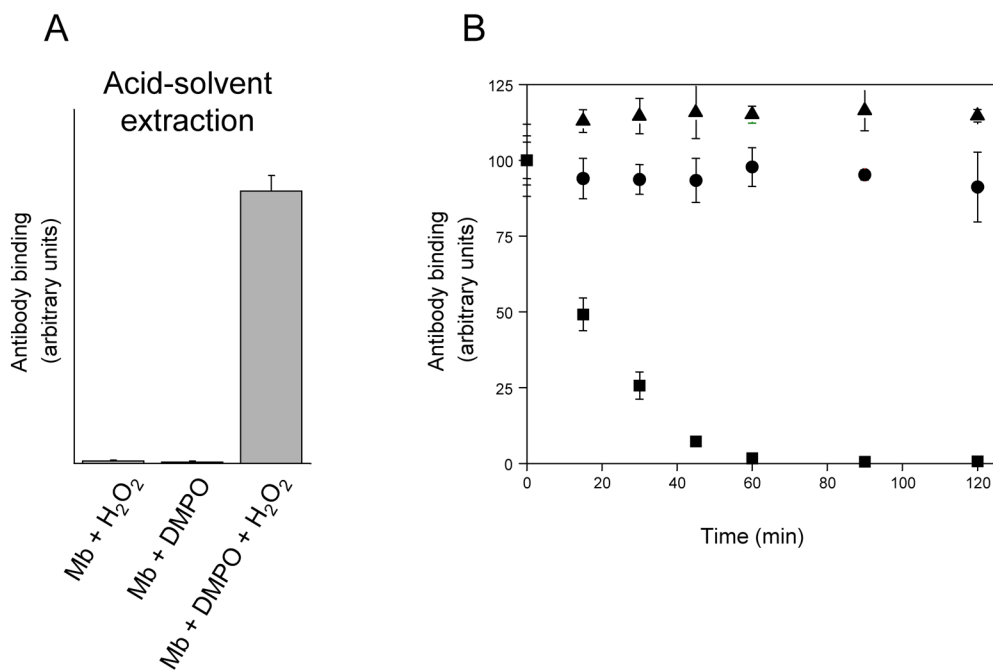 A
Acid-solvent
extraction
Antibody binding
(arbitrary units)
Mb + H₂O₂
Mb + DMPO
Mb + DMPO + H₂O₂
B
Antibody binding
(arbitrary units)
125
100
75
50
25
0
0 20 40 60 80 100 120
Time (min)